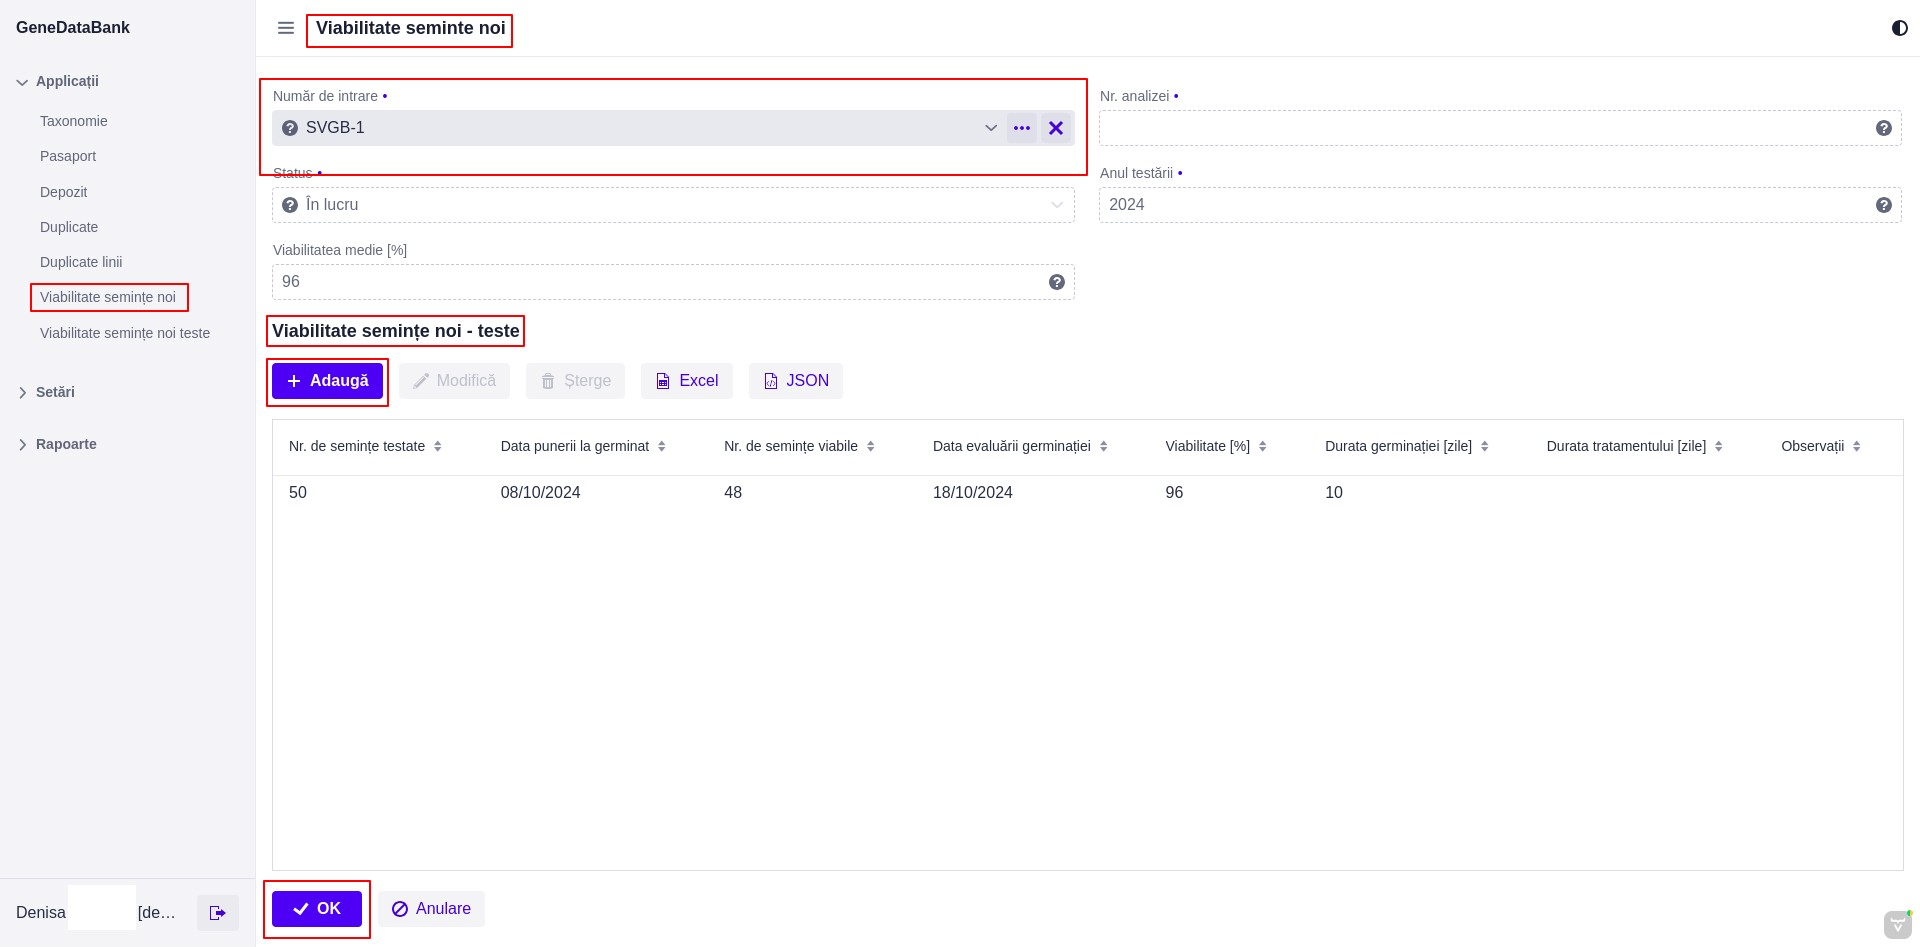 GeneDataBank
Applicații
Taxonomie
Pasaport
Depozit
Duplicate
Duplicate linii
Viabilitate semințe noi
Viabilitate semințe noi teste
Setări
Rapoarte
Denisa [de…
Viabilitate seminte noi
Număr de intrare •
SVGB-1
Nr. analizei •
Status •
În lucru
Anul testării •
2024
Viabilitatea medie [%]
96
Viabilitate semințe noi - teste
Adaugă Modifică Șterge Excel JSON
Nr. de semințe testate Data punerii la germinat Nr. de semințe viabile Data evaluării germinației Viabilitate [%] Durata germinației [zile] Durata tratamentului [zile] Observații
50 08/10/2024 48 18/10/2024 96 10
OK Anulare